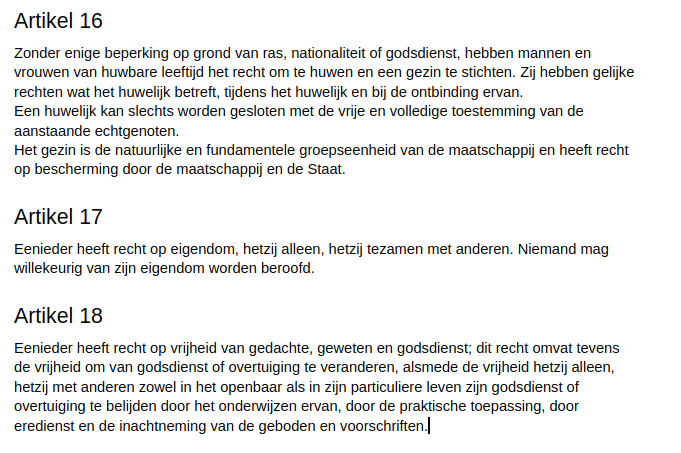 Artikel 16
Zonder enige beperking op grond van ras, nationaliteit of godsdienst, hebben mannen en
vrouwen van huwbare leeftijd het recht om te huwen en een gezin te stichten. Zij hebben gelijke
rechten wat het huwelijk betreft, tijdens het huwelijk en bij de ontbinding ervan.
Een huwelijk kan slechts worden gesloten met de vrije en volledige toestemming van de
aanstaande echtgenoten.
Het gezin is de natuurlijke en fundamentele groepseenheid van de maatschappij en heeft recht
op bescherming door de maatschappij en de Staat.
Artikel 17
Eenieder heeft recht op eigendom, hetzij alleen, hetzij tezamen met anderen. Niemand mag
willekeurig van zijn eigendom worden beroofd.
Artikel 18
Eenieder heeft recht op vrijheid van gedachte, geweten en godsdienst; dit recht omvat tevens
de vrijheid om van godsdienst of overtuiging te veranderen, alsmede de vrijheid hetzij alleen,
hetzij met anderen zowel in het openbaar als in zijn particuliere leven zijn godsdienst of
overtuiging te belijden door het onderwijzen ervan, door de praktische toepassing, door
eredienst en de inachtneming van de geboden en voorschriften.